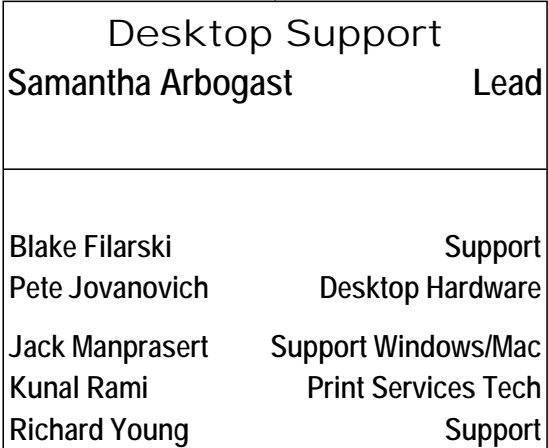 Desktop Support
Samantha Arbogast Lead
Blake Filarski Support
Pete Jovanovich Desktop Hardware
Jack Manprasert Support Windows/Mac
Kunal Rami Print Services Tech
Richard Young Support